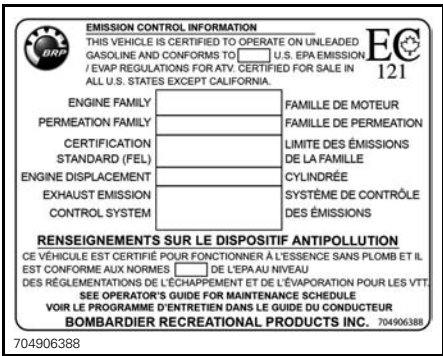 EMISSION CONTROL INFORMATION
THIS VEHICLE IS CERTIFIED TO OPERATE ON UNLEADED
GASOLINE AND CONFORMS TO U.S. EPA EMISSION
/ EVAP REGULATIONS FOR ATV. CERTIFIED FOR SALE IN
ALL U.S. STATES EXCEPT CALIFORNIA.
BRP
EC
121
ENGINE FAMILY FAMILLE DE MOTEUR
PERMEATION FAMILY FAMILLE DE PERMEATION
CERTIFICATION LIMITE DES ÉMISSIONS
STANDARD (FEL) DE LA FAMILLE
ENGINE DISPLACEMENT CYLINDRÉE
EXHAUST EMISSION SYSTÈME DE CONTRÔLE
CONTROL SYSTEM DES ÉMISSIONS
RENSEIGNEMENTS SUR LE DISPOSITIF ANTIPOLLUTION
CE VÉHICULE EST CERTIFIÉ POUR FONCTIONNER À L'ESSENCE SANS PLOMB ET IL
EST CONFORME AUX NORMES DE L'EPA AU NIVEAU
DES RÉGLEMENTATIONS DE L'ÉCHAPPEMENT ET DE L'ÉVAPORATION POUR LES VTT.
SEE OPERATOR'S GUIDE FOR MAINTENANCE SCHEDULE
VOIR LE PROGRAMME D'ENTRETIEN DANS LE GUIDE DU CONDUCTEUR
BOMBARDIER RECREATIONAL PRODUCTS INC. 704906388
704906388